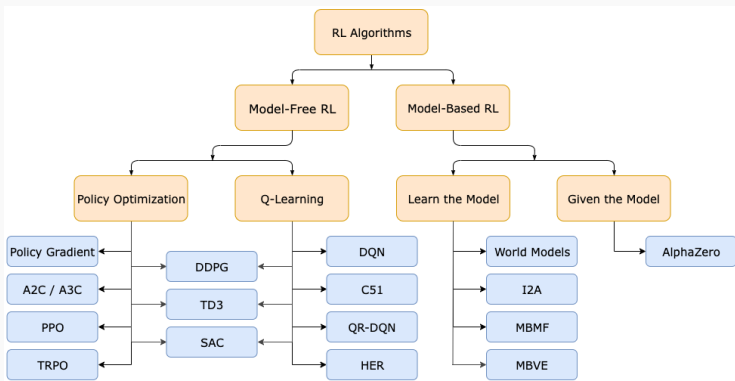 RL Algorithms
Model-Free RL
Model-Based RL
Policy Optimization
Q-Learning
Learn the Model
Given the Model
Policy Gradient
DDPG
DQN
World Models
AlphaZero
A2C / A3C
TD3
C51
I2A
PPO
SAC
QR-DQN
MBMF
TRPO
HER
MBVE